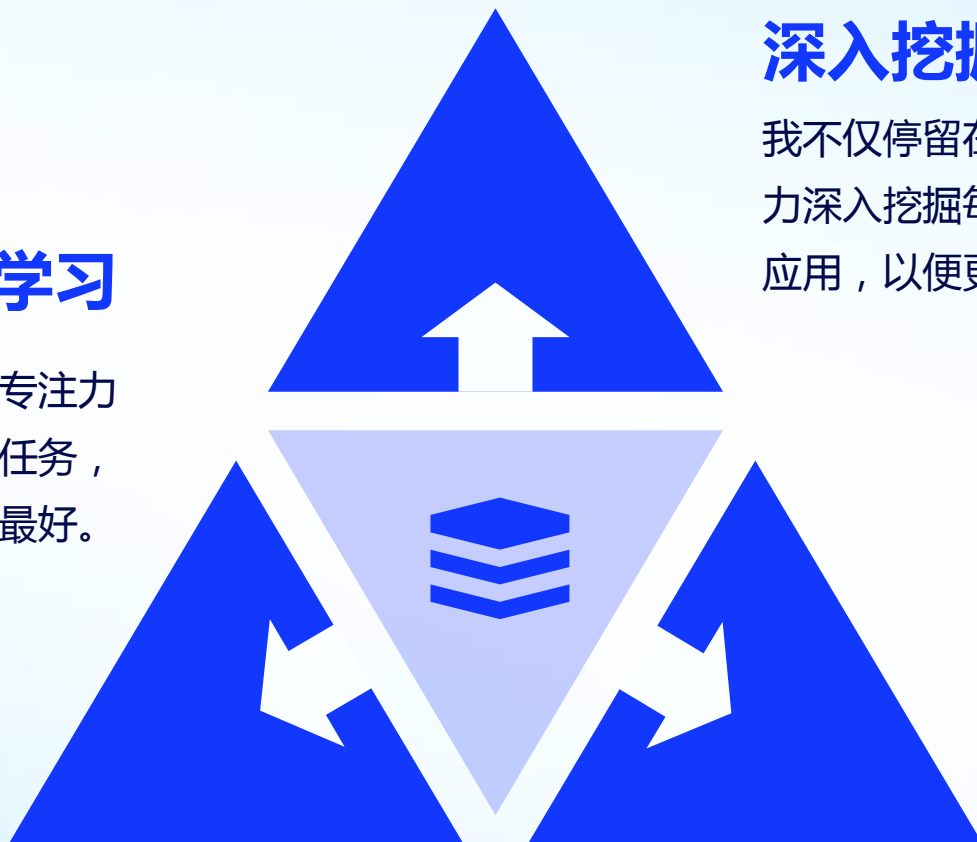 深入挖
我不仅停留
力深入挖掘
应用，以便
学习
专注力
任务，
最好。